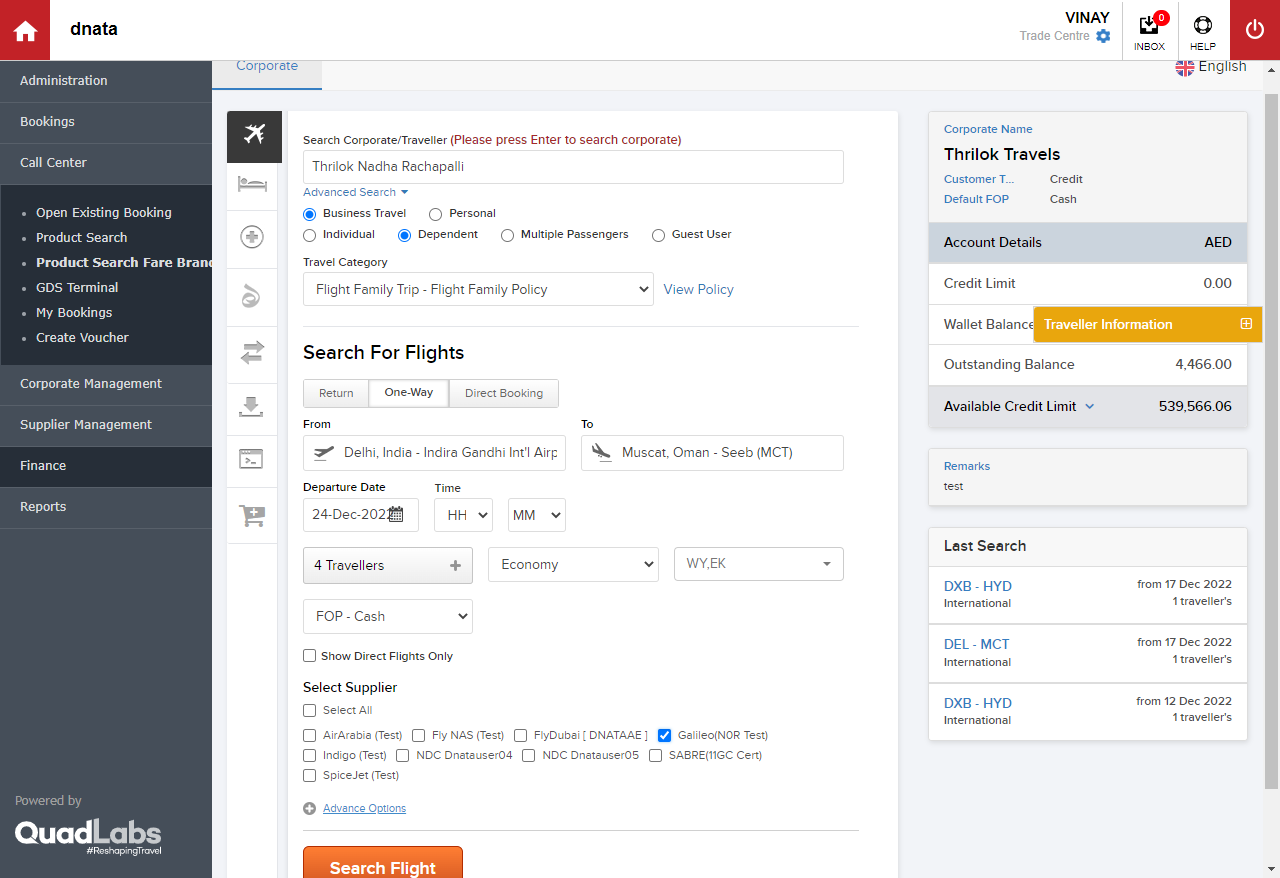 dnata
VINAY
Trade Centre
0
INBOX
HELP
Administration
Bookings
Call Center
Open Existing Booking
Product Search
Product Search Fare Bran
GDS Terminal
My Bookings
Create Voucher
Corporate Management
Supplier Management
Finance
Reports
Powered by
QuadLabs
#ReshapingTravel
Corporate
English
Search Corporate/Traveller (Please press Enter to search corporate)
Thrilok Nadha Rachapalli
Advanced Search
Business Travel Personal
Individual Dependent Multiple Passengers Guest User
Travel Category
Flight Family Trip - Flight Family Policy View Policy
Search For Flights
Return One-Way Direct Booking
From To
Delhi, India - Indira Gandhi Int'l Airp Muscat, Oman - Seeb (MCT)
Departure Date Time
24-Dec-2022 HH MM
4 Travellers Economy WY,EK
FOP - Cash
Show Direct Flights Only
Select Supplier
Select All
AirArabia (Test) Fly NAS (Test) FlyDubai [ DNATAAE ] Galileo(N0R Test)
Indigo (Test) NDC Dnatauser04 NDC Dnatauser05 SABRE(11GC Cert)
SpiceJet (Test)
Advance Options
Search Flight
Corporate Name
Thrilok Travels
Customer T... Credit
Default FOP Cash
Account Details AED
Credit Limit 0.00
Wallet Balance
Traveller Information
Outstanding Balance 4,466.00
Available Credit Limit 539,566.06
Remarks
test
Last Search
DXB - HYD from 17 Dec 2022
International 1 traveller's
DEL - MCT from 17 Dec 2022
International 1 traveller's
DXB - HYD from 12 Dec 2022
International 1 traveller's